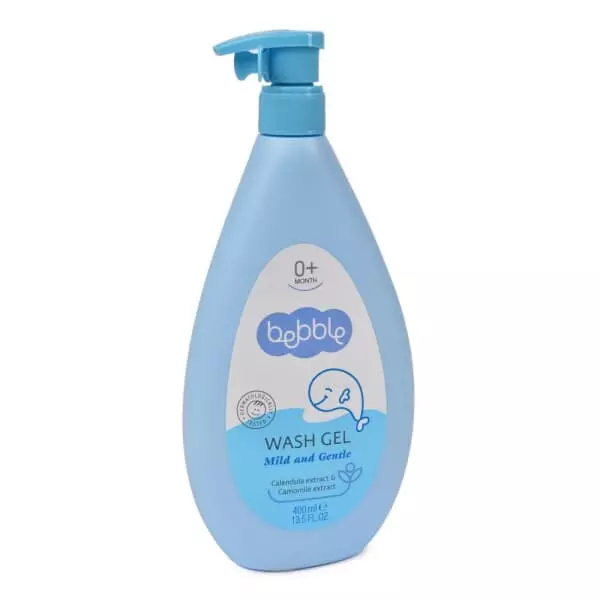 0+
MONTH
bebble
DERMATOLOGICALLY
TESTED
WASH GEL
Mild and Gentle
Calendula extract &
Camomile extract
400 ml e
13.5 FL.OZ